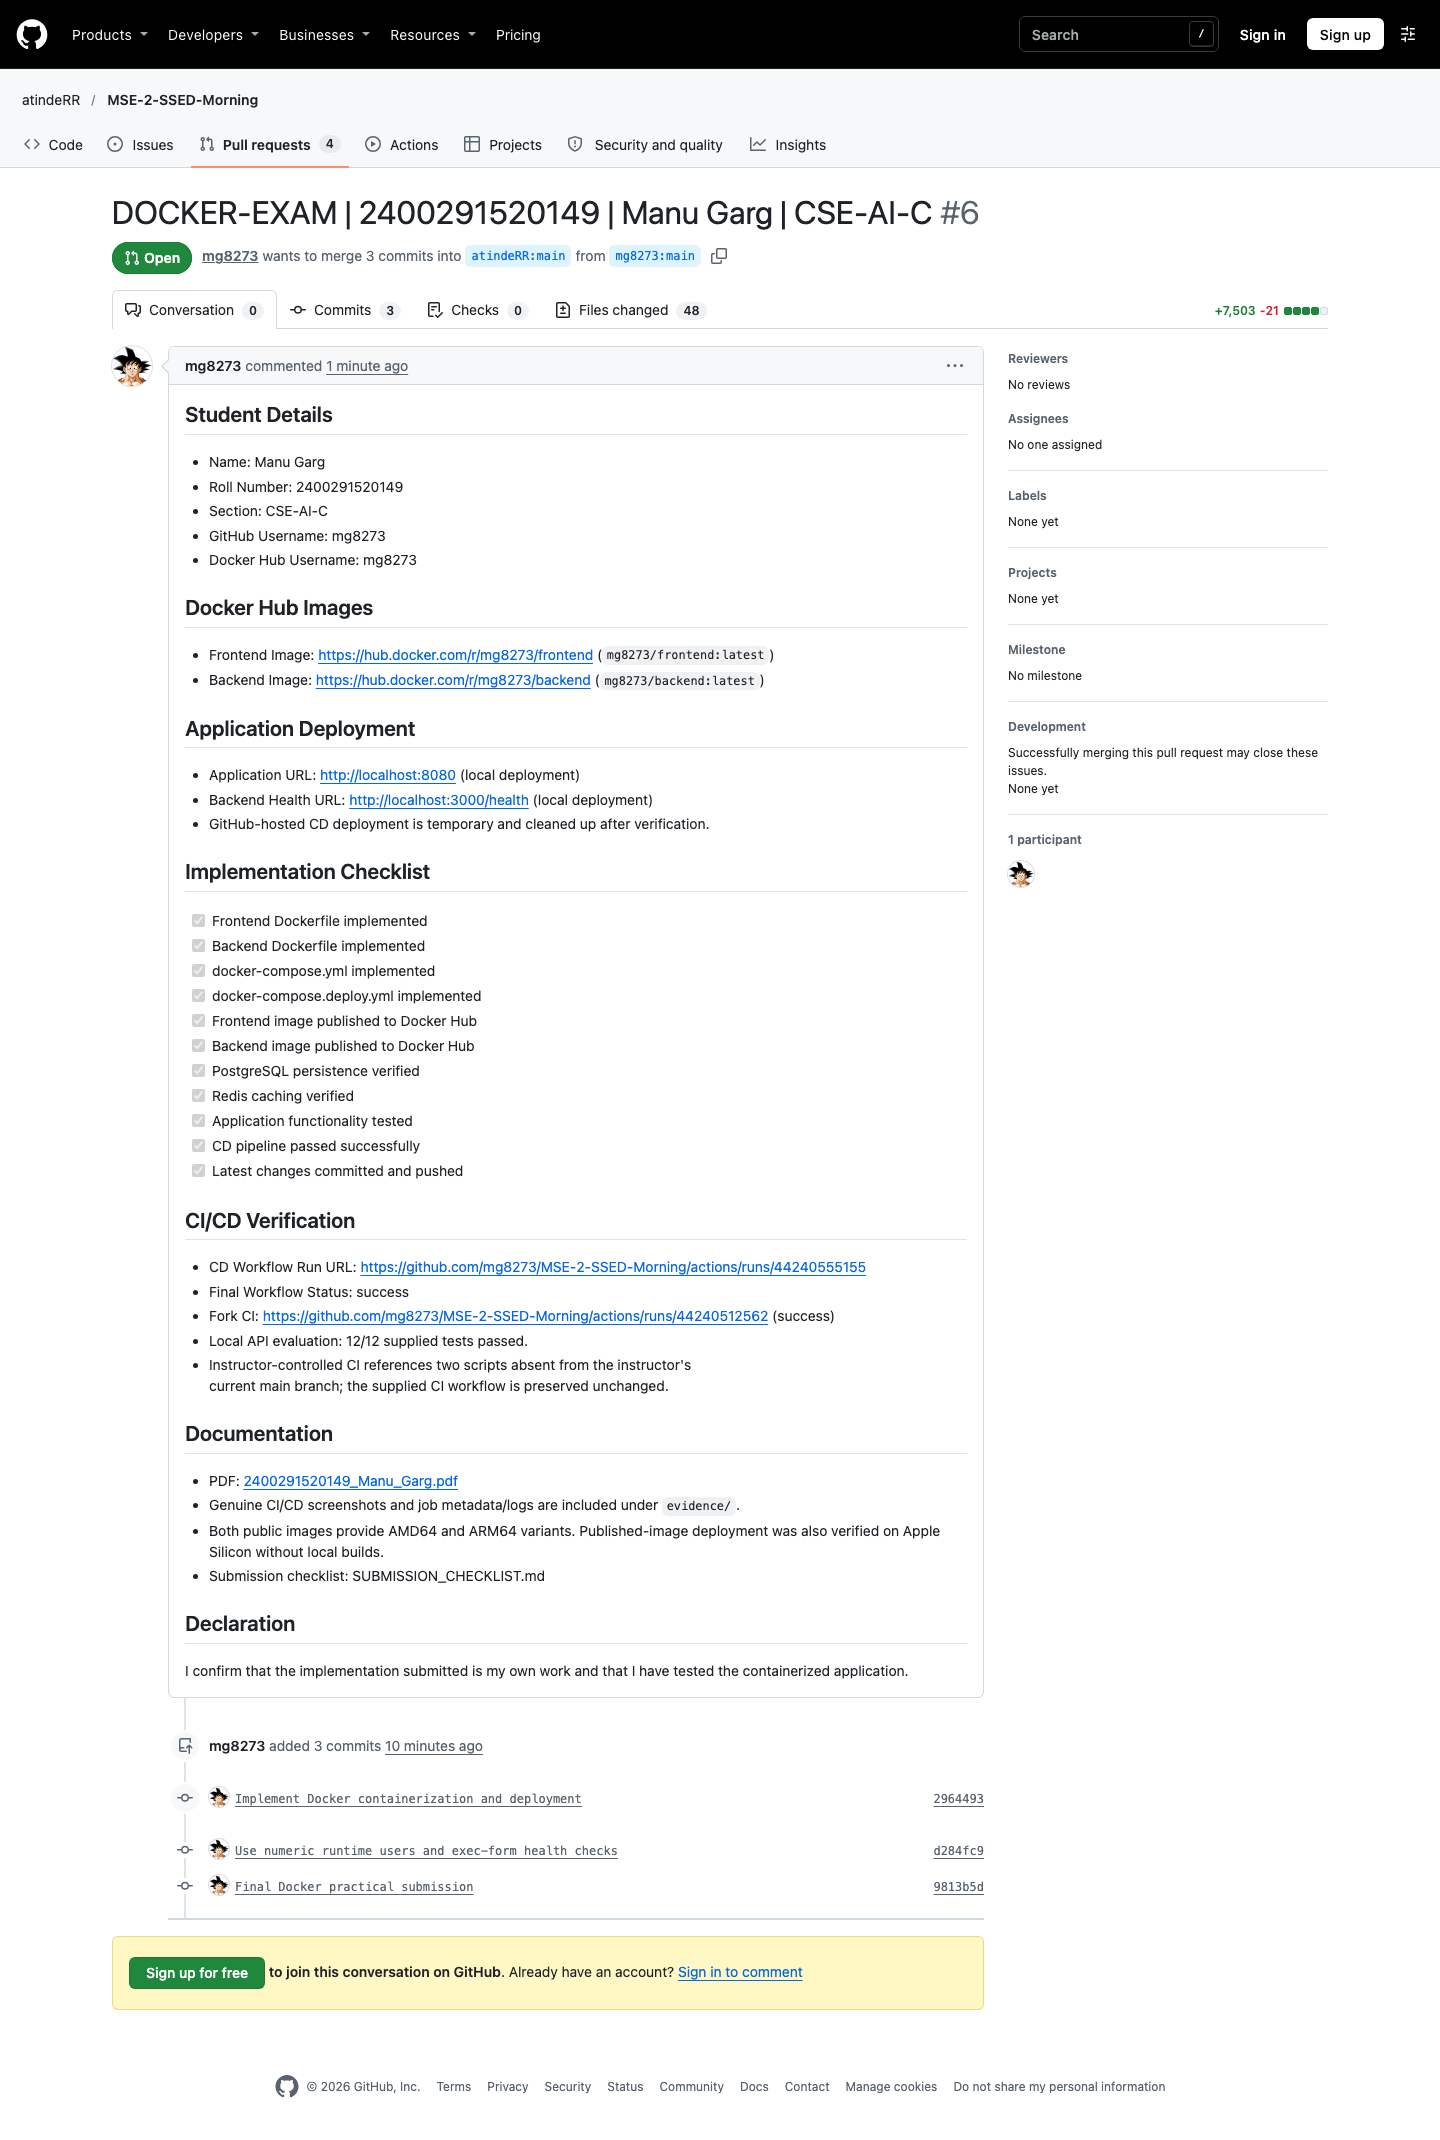 Products Developers Businesses Resources Pricing Search / Sign in Sign up
atindeRR / MSE-2-SSED-Morning
Code Issues Pull requests 4 Actions Projects Security and quality Insights
DOCKER-EXAM | 2400291520149 | Manu Garg | CSE-AI-C #6
Open mg8273 wants to merge 3 commits into atindeRR:main from mg8273:main
Conversation 0 Commits 3 Checks 0 Files changed 48 +7,503 -21
mg8273 commented 1 minute ago
Student Details
Name: Manu Garg
Roll Number: 2400291520149
Section: CSE-AI-C
GitHub Username: mg8273
Docker Hub Username: mg8273
Docker Hub Images
Frontend Image: https://hub.docker.com/r/mg8273/frontend ( mg8273/frontend:latest )
Backend Image: https://hub.docker.com/r/mg8273/backend ( mg8273/backend:latest )
Application Deployment
Application URL: http://localhost:8080 (local deployment)
Backend Health URL: http://localhost:3000/health (local deployment)
GitHub-hosted CD deployment is temporary and cleaned up after verification.
Implementation Checklist
Frontend Dockerfile implemented
Backend Dockerfile implemented
docker-compose.yml implemented
docker-compose.deploy.yml implemented
Frontend image published to Docker Hub
Backend image published to Docker Hub
PostgreSQL persistence verified
Redis caching verified
Application functionality tested
CD pipeline passed successfully
Latest changes committed and pushed
CI/CD Verification
CD Workflow Run URL: https://github.com/mg8273/MSE-2-SSED-Morning/actions/runs/44240555155
Final Workflow Status: success
Fork CI: https://github.com/mg8273/MSE-2-SSED-Morning/actions/runs/44240512562 (success)
Local API evaluation: 12/12 supplied tests passed.
Instructor-controlled CI references two scripts absent from the instructor's
current main branch; the supplied CI workflow is preserved unchanged.
Documentation
PDF: 2400291520149_Manu_Garg.pdf
Genuine CI/CD screenshots and job metadata/logs are included under evidence/ .
Both public images provide AMD64 and ARM64 variants. Published-image deployment was also verified on Apple
Silicon without local builds.
Submission checklist: SUBMISSION_CHECKLIST.md
Declaration
I confirm that the implementation submitted is my own work and that I have tested the containerized application.
mg8273 added 3 commits 10 minutes ago
Implement Docker containerization and deployment 2964493
Use numeric runtime users and exec-form health checks d284fc9
Final Docker practical submission 9813b5d
Reviewers
No reviews
Assignees
No one assigned
Labels
None yet
Projects
None yet
Milestone
No milestone
Development
Successfully merging this pull request may close these
issues.
None yet
1 participant
Sign up for free to join this conversation on GitHub. Already have an account? Sign in to comment
© 2026 GitHub, Inc. Terms Privacy Security Status Community Docs Contact Manage cookies Do not share my personal information